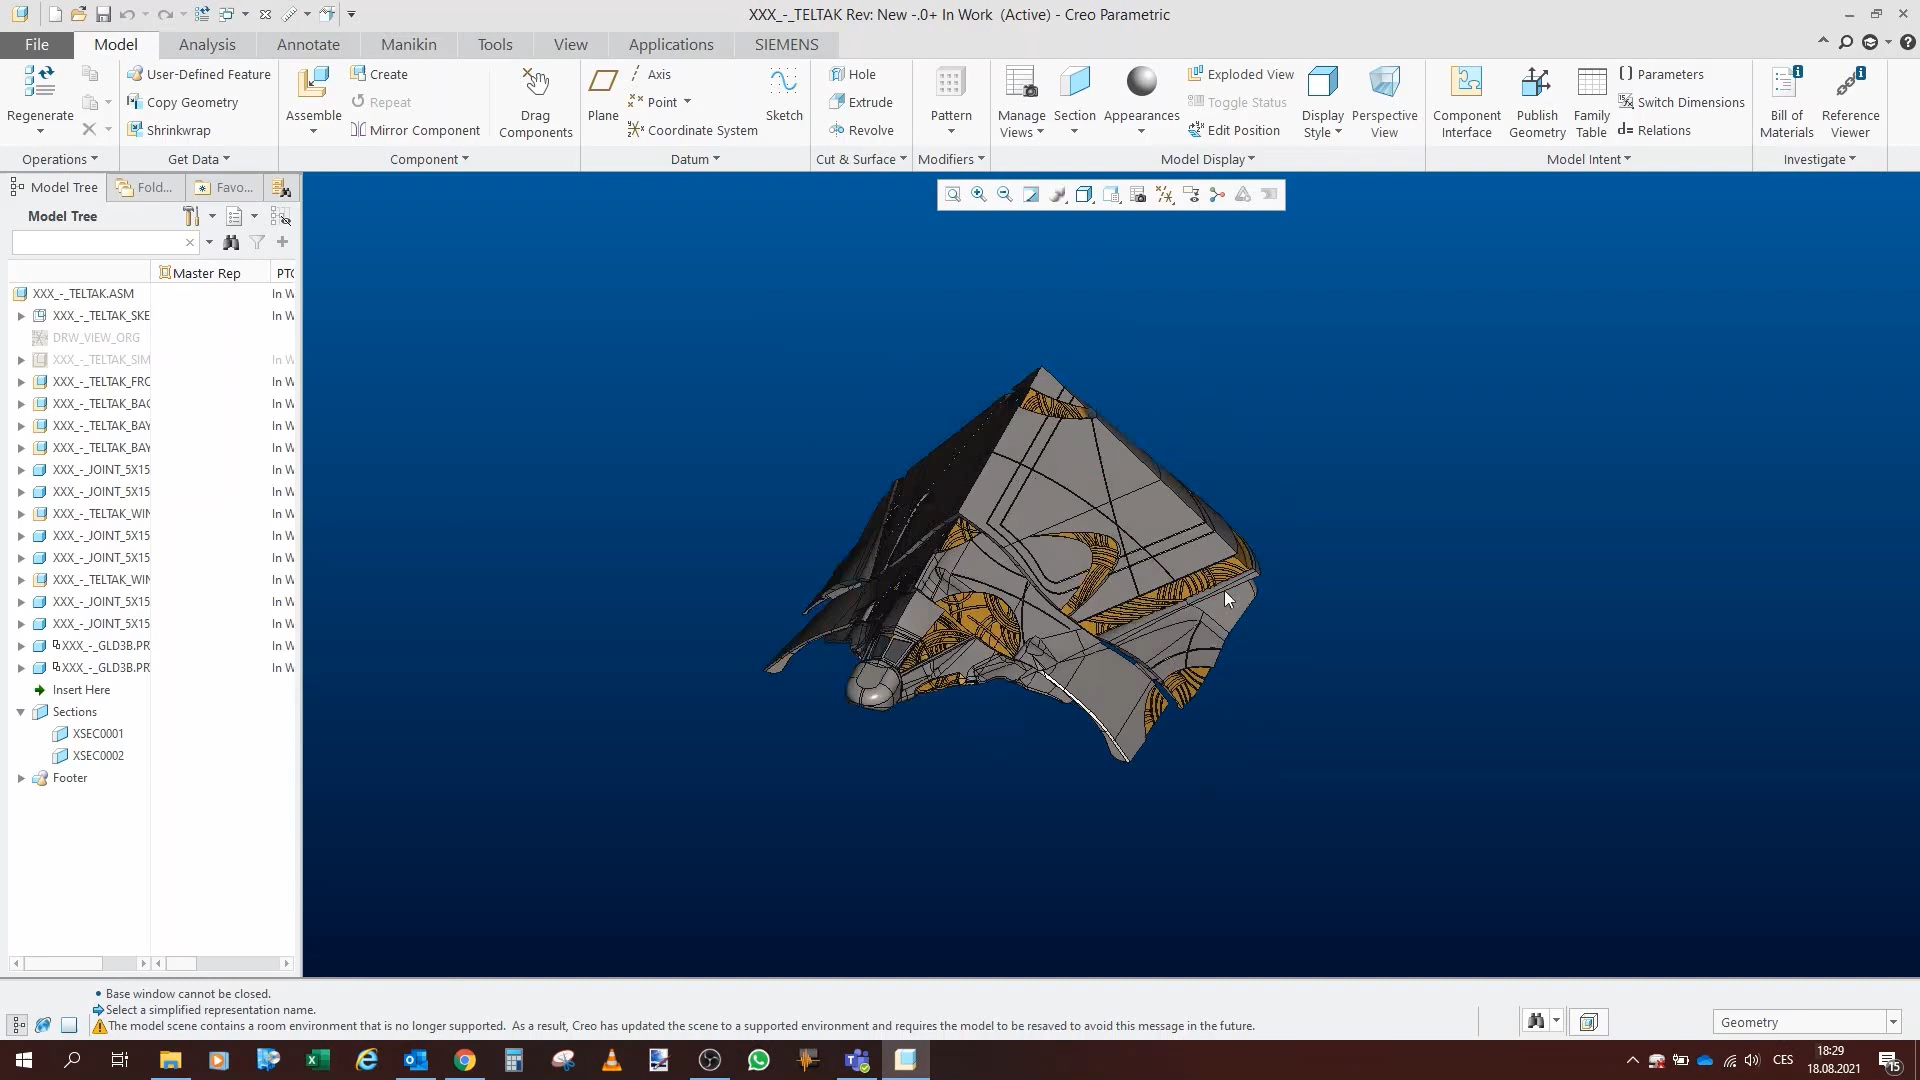 XXX_-_TELTAK Rev: New -.0+ In Work (Active) - Creo Parametric
File Model Analysis Annotate Manikin Tools View Applications SIEMENS
Regenerate
User-Defined Feature
Copy Geometry
Shrinkwrap
Assemble
Create
Repeat
Mirror Component
Drag
Components
Plane
Axis
Point
Coordinate System
Sketch
Hole
Extrude
Revolve
Pattern
Manage
Views
Section
Appearances
Exploded View
Toggle Status
Edit Position
Display
Style
Perspective
View
Component
Interface
Publish
Geometry
Family
Table
Parameters
Switch Dimensions
d= Relations
Bill of
Materials
Reference
Viewer
Operations Get Data Component Datum Cut & Surface Modifiers Model Display Model Intent Investigate
Model Tree Fold... Favo...
Model Tree
Master Rep PTC
XXX_-_TELTAK.ASM In W
XXX_-_TELTAK_SKE In W
DRW_VIEW_ORG
XXX_-_TELTAK_SIM In W
XXX_-_TELTAK_FRO In W
XXX_-_TELTAK_BAC In W
XXX_-_TELTAK_BAY In W
XXX_-_TELTAK_BAY In W
XXX_-_JOINT_5X15 In W
XXX_-_JOINT_5X15 In W
XXX_-_TELTAK_WIN In W
XXX_-_JOINT_5X15 In W
XXX_-_JOINT_5X15 In W
XXX_-_TELTAK_WIN In W
XXX_-_JOINT_5X15 In W
XXX_-_JOINT_5X15 In W
XXX_-_GLD3B.PR In W
XXX_-_GLD3B.PR In W
Insert Here
Sections
XSEC0001
XSEC0002
Footer
• Base window cannot be closed.
Select a simplified representation name.
The model scene contains a room environment that is no longer supported. As a result, Creo has updated the scene to a supported environment and requires the model to be resaved to avoid this message in the future.
Geometry
CES
18:29
18.08.2021
15